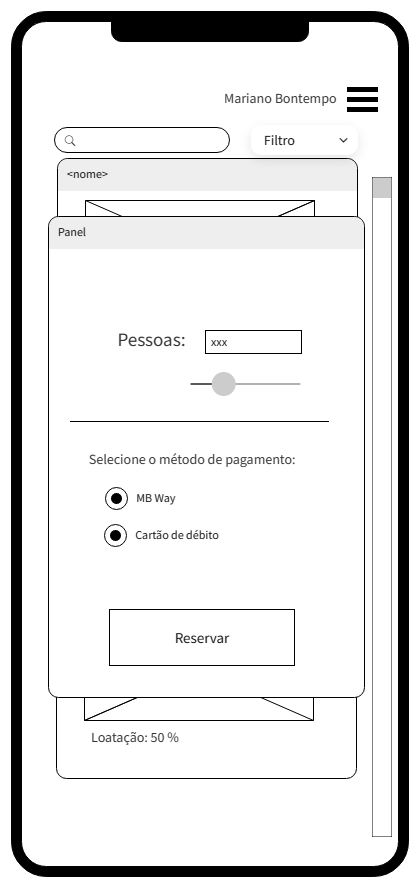 Mariano Bontempo
Filtro
<nome>
Panel
Pessoas:
xxx
Selecione o método de pagamento:
MB Way
Cartão de débito
Reservar
Loatação: 50 %